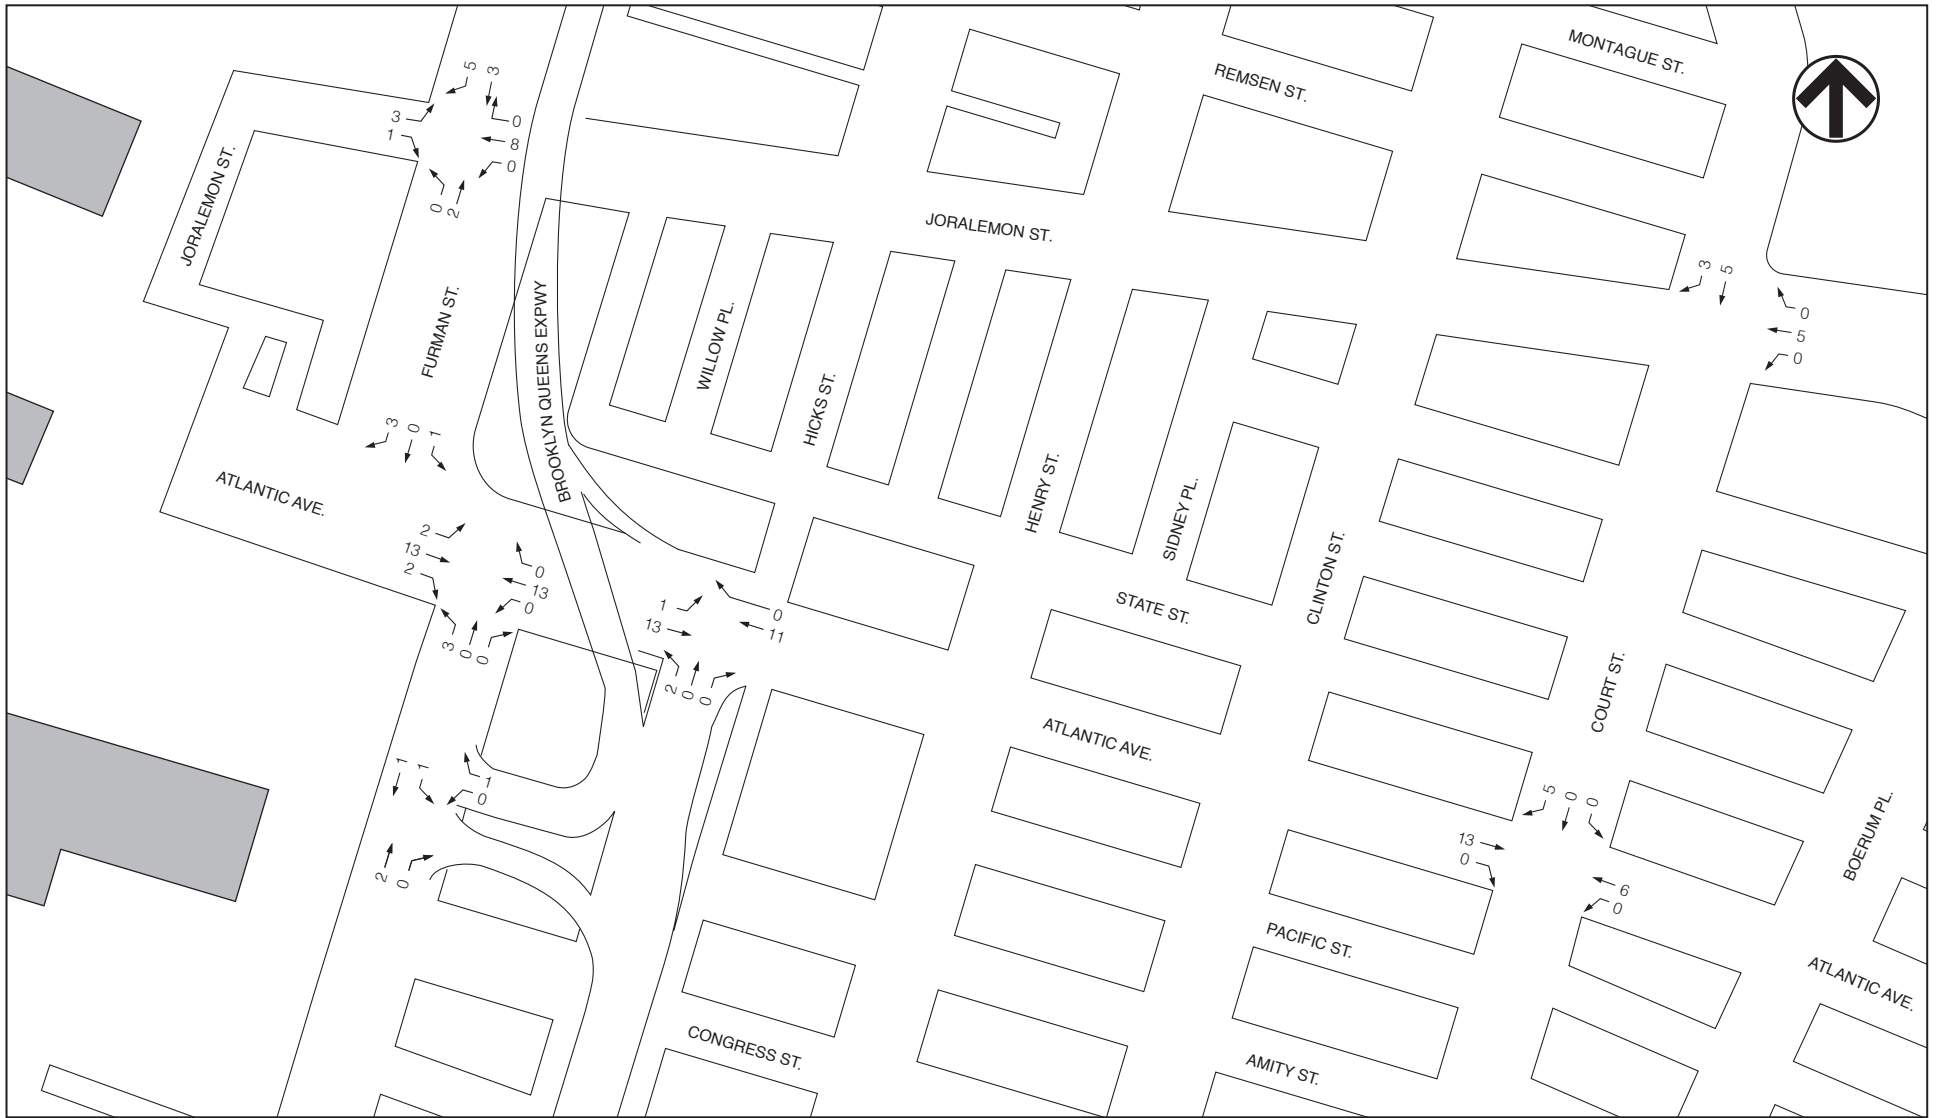 MONTAGUE ST.
REMSEN ST.
5
3
3
0
1
8
0
0
2
JORALEMON ST.
JORALEMON ST.
3
5
0
5
0
FURMAN ST.
BROOKLYN QUEENS EXPWY
WILLOW PL.
HICKS ST.
3
0
1
ATLANTIC AVE.
HENRY ST.
SIDNEY PL.
CLINTON ST.
2
13
2
0
13
0
3
0
0
1
13
0
11
2
0
0
STATE ST.
COURT ST.
ATLANTIC AVE.
1
1
1
0
2
0
5
0
0
13
0
6
0
BOERUM PL.
PACIFIC ST.
ATLANTIC AVE.
CONGRESS ST.
AMITY ST.